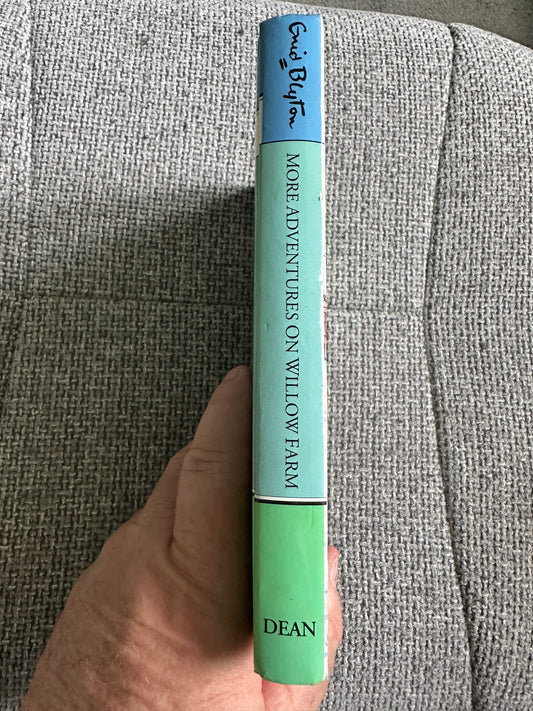 Enid Blyton
MORE ADVENTURES ON WILLOW FARM
DEAN